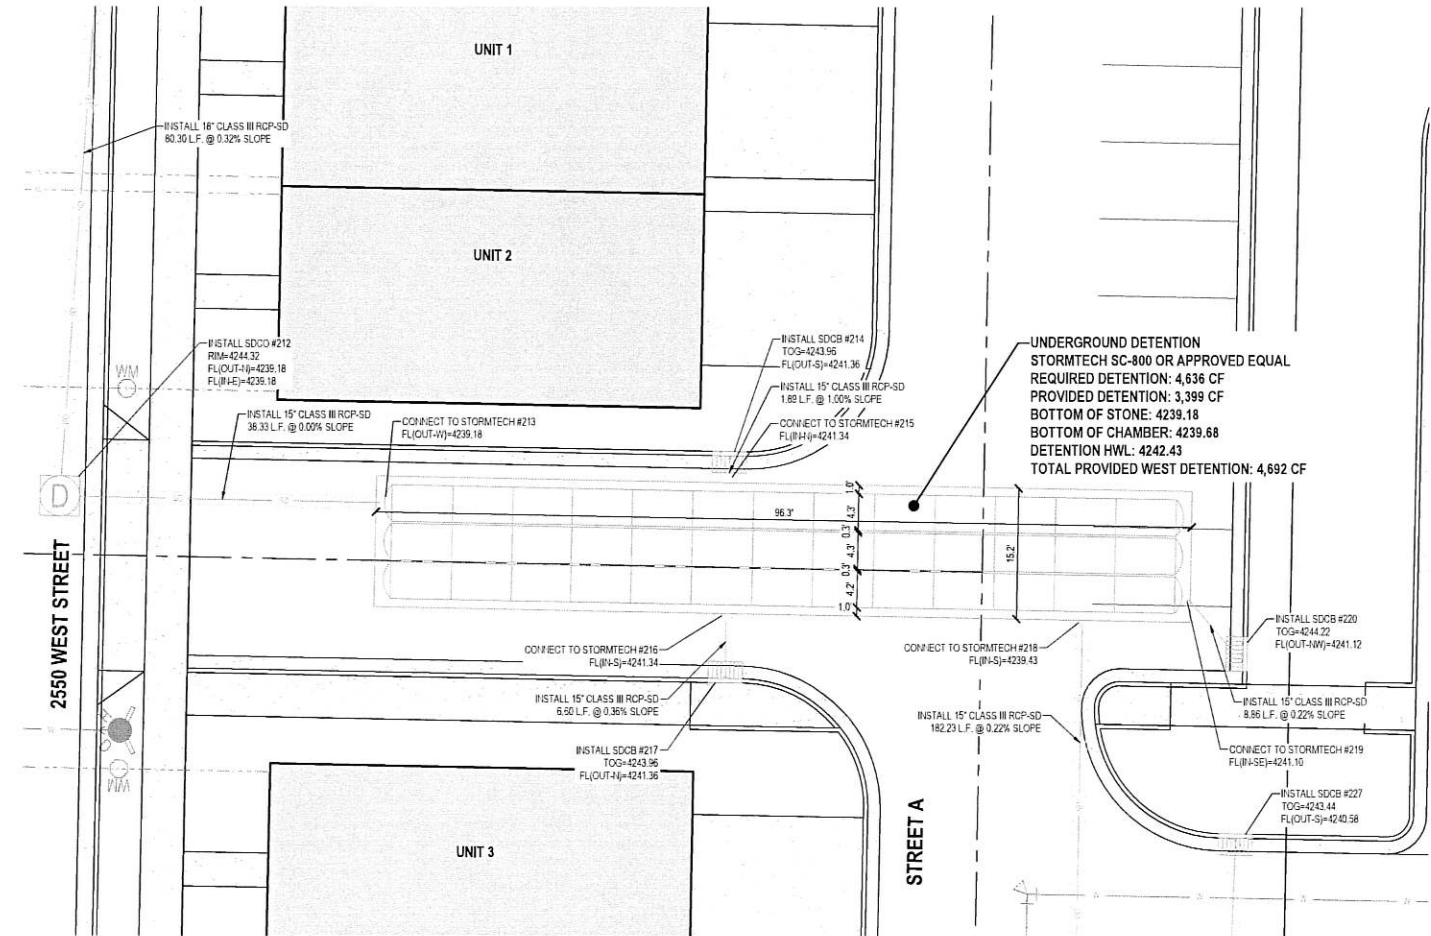 UNIT 1
INSTALL 18" CLASS III RCP-SD
60.30 L.F. @ 0.32% SLOPE
UNIT 2
INSTALL SDCO #212
RIM=4244.32
FL(OUT-N)=4239.18
FL(IN-E)=4239.18
WM
INSTALL SDCB #214
TOG=4243.96
FL(OUT-S)=4241.36
INSTALL 15" CLASS III RCP-SD
1.89 L.F. @ 1.00% SLOPE
CONNECT TO STORMTECH #215
FL(IN-N)=4241.34
UNDERGROUND DETENTION
STORMTECH SC-800 OR APPROVED EQUAL
REQUIRED DETENTION: 4,636 CF
PROVIDED DETENTION: 3,399 CF
BOTTOM OF STONE: 4239.18
BOTTOM OF CHAMBER: 4239.68
DETENTION HWL: 4242.43
TOTAL PROVIDED WEST DETENTION: 4,692 CF
INSTALL 15" CLASS III RCP-SD
38.33 L.F. @ 0.00% SLOPE
CONNECT TO STORMTECH #213
FL(OUT-W)=4239.18
D
96.3'
1.0'
4.3'
0.3'
4.3'
0.3'
4.2'
1.0'
15.2'
2550 WEST STREET
CONNECT TO STORMTECH #216
FL(IN-S)=4241.34
INSTALL 15" CLASS III RCP-SD
6.60 L.F. @ 0.36% SLOPE
INSTALL SDCB #217
TOG=4243.96
FL(OUT-N)=4241.36
CONNECT TO STORMTECH #218
FL(IN-S)=4239.43
INSTALL 15" CLASS III RCP-SD
182.23 L.F. @ 0.22% SLOPE
INSTALL SDCB #220
TOG=4244.22
FL(OUT-NW)=4241.12
INSTALL 15" CLASS III RCP-SD
8.86 L.F. @ 0.22% SLOPE
CONNECT TO STORMTECH #219
FL(IN-SE)=4241.10
INSTALL SDCB #227
TOG=4243.44
FL(OUT-S)=4240.58
WM
UNIT 3
STREET A